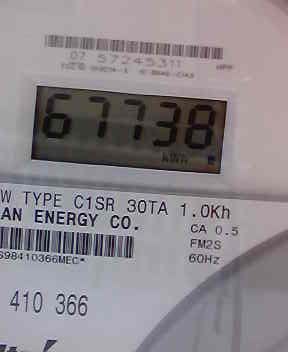 07 57245311
67738
kWh
W TYPE C1SR 30TA 1.0Kh
AN ENERGY CO.
CA 0.5
FM2S
60Hz
S98410366MEC*
410 366